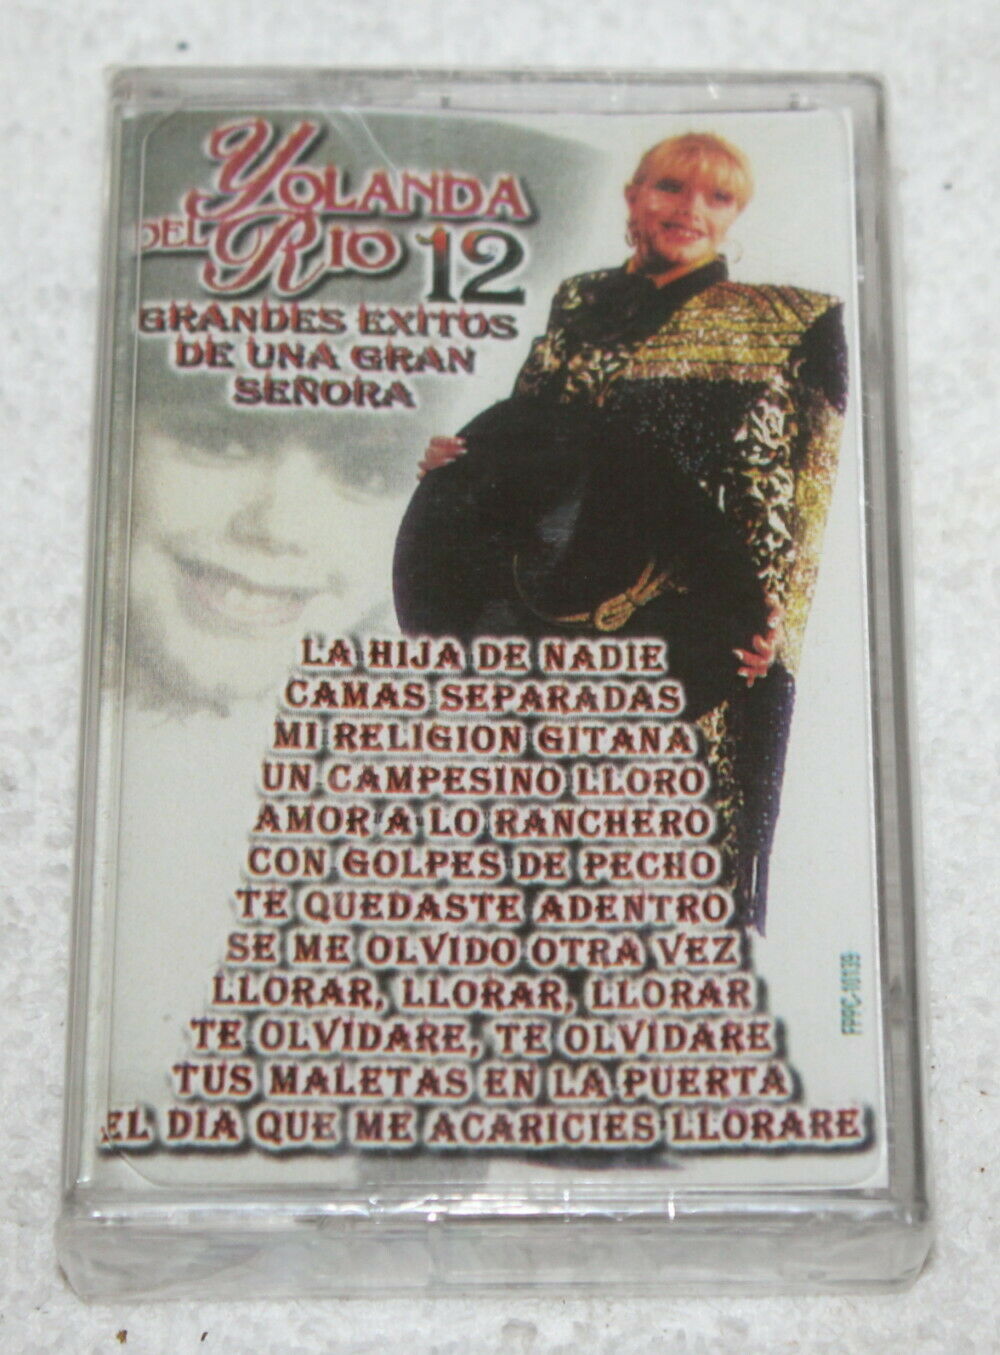 YOLANDA
DEL RIO 12
GRANDES EXITOS
DE UNA GRAN
SEÑORA
LA HIJA DE NADIE
CAMAS SEPARADAS
MI RELIGION GITANA
UN CAMPESINO LLORO
AMOR A LO RANCHERO
CON GOLPES DE PECHO
TE QUEDASTE ADENTRO
SE ME OLVIDO OTRA VEZ
LLORAR, LLORAR, LLORAR
TE OLVIDARE, TE OLVIDARE
TUS MALETAS EN LA PUERTA
EL DIA QUE ME ACARICIES LLORARE
FPPC-10139